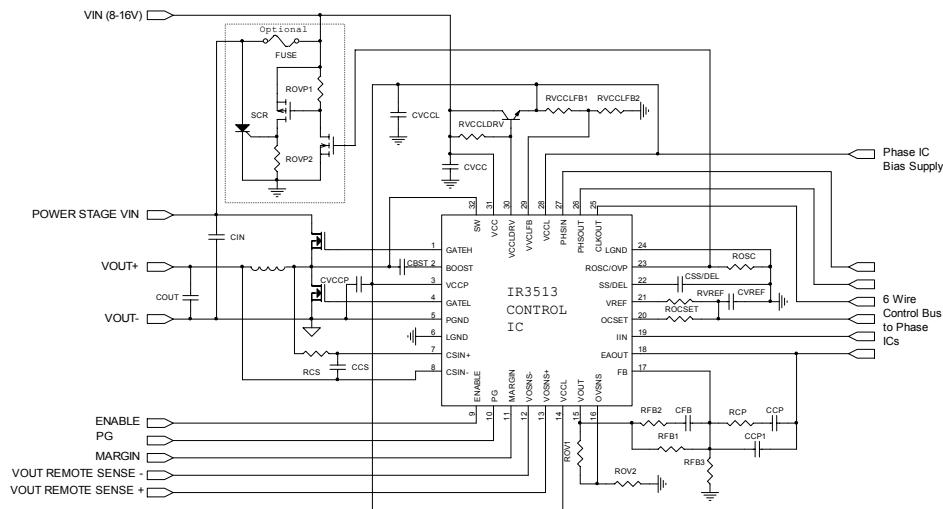 VIN (8-16V)
Optional
FUSE
ROVP1
SCR
ROVP2
CVCCL
RVCCLFB1
RVCCLFB2
RVCCLDRV
CVCC
Phase IC
Bias Supply
POWER STAGE VIN
CIN
VOUT+
COUT
VOUT-
CVCCP
CBST
RCS
CCS
32
31
30
29
28
27
26
25
SW
VCC
VCCLDRV
VVCLFB
VCCL
PHSIN
PHSOUT
CLKOUT
1
GATEH
2
BOOST
3
VCCP
4
GATEL
5
PGND
6
LGND
7
CSIN+
8
CSIN-
IR3513
CONTROL
IC
LGND
24
ROSC/OVP
23
SS/DEL
22
VREF
21
OCSET
20
IIN
19
EAOUT
18
FB
17
ROSC
CSS/DEL
RVREF
CVREF
ROCSET
6 Wire
Control Bus
to Phase
ICs
ENABLE
PG
MARGIN
VOSNS-
VOSNS+
VCCL
VOUT
OVSNS
9
10
11
12
13
14
15
16
ENABLE
PG
MARGIN
VOUT REMOTE SENSE -
VOUT REMOTE SENSE +
ROV1
ROV2
RFB2
CFB
RFB1
RFB3
RCP
CCP
CCP1